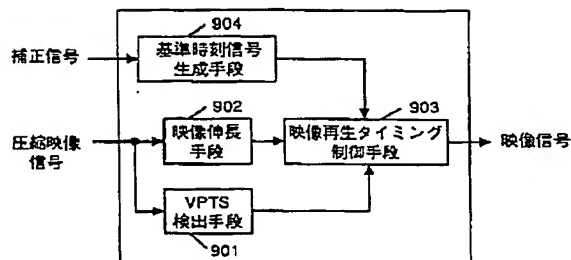 904
補正信号
基準時刻信号
生成手段
902
903
圧縮映像
信号
映像伸長
手段
映像再生タイミング
制御手段
映像信号
VPTS
検出手段
901